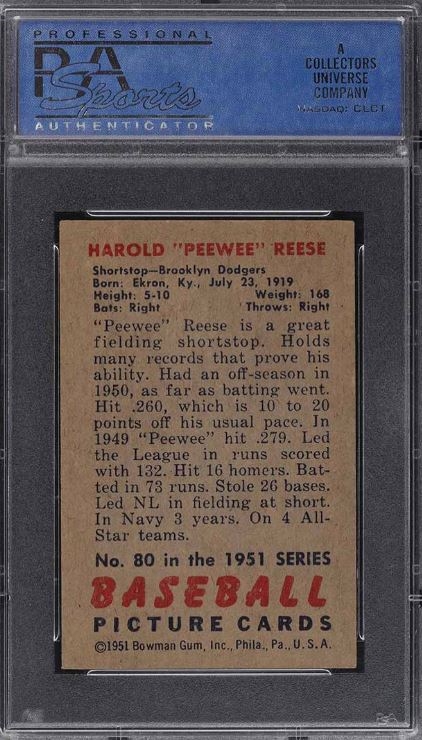 PROFESSIONAL
PSA
Sports
AUTHENTICATOR
A
COLLECTORS
UNIVERSE
COMPANY
NASDAQ: CLCT
HAROLD "PEEWEE" REESE
Shortstop—Brooklyn Dodgers
Born: Ekron, Ky., July 23, 1919
Height: 5-10 Weight: 168
Bats: Right Throws: Right
"Peewee" Reese is a great
fielding shortstop. Holds
many records that prove his
ability. Had an off-season in
1950, as far as batting went.
Hit .260, which is 10 to 20
points off his usual pace. In
1949 "Peewee" hit .279. Led
the League in runs scored
with 132. Hit 16 homers. Bat-
ted in 73 runs. Stole 26 bases.
Led NL in fielding at short.
In Navy 3 years. On 4 All-
Star teams.
No. 80 in the 1951 SERIES
BASEBALL
PICTURE CARDS
©1951 Bowman Gum, Inc., Phila., Pa., U.S.A.